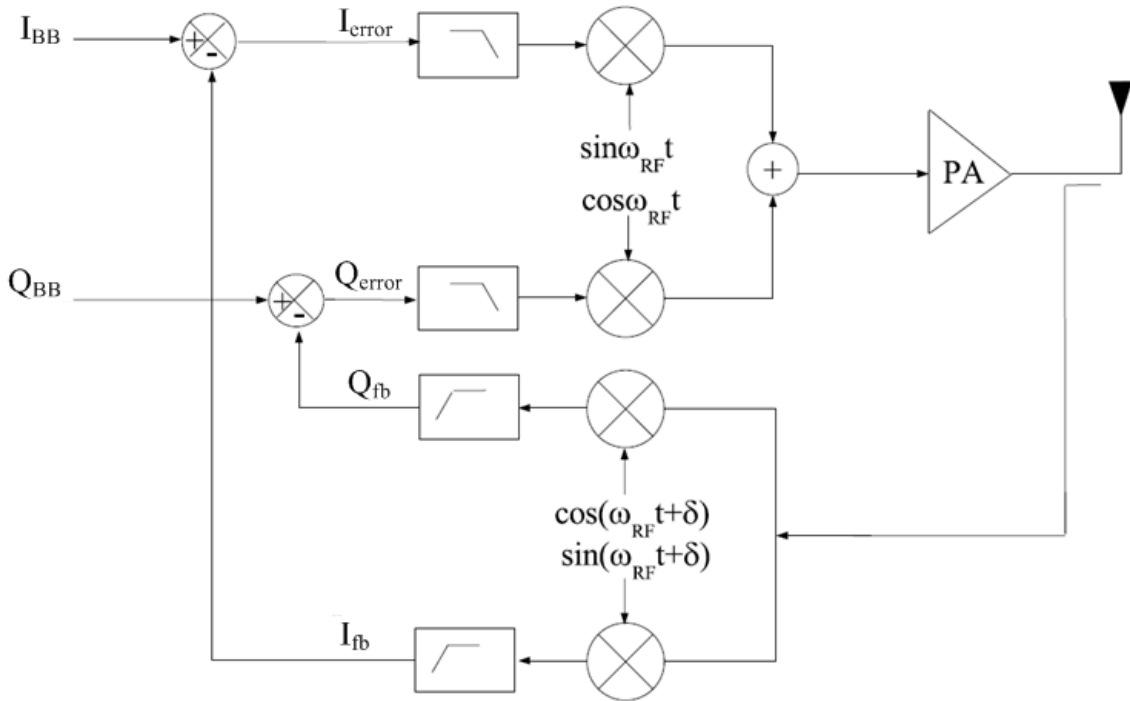 I_BB
+
-
I_error
sinω_RF t
cosω_RF t
+
PA
Q_BB
+
-
Q_error
Q_fb
cos(ω_RF t+δ)
sin(ω_RF t+δ)
I_fb